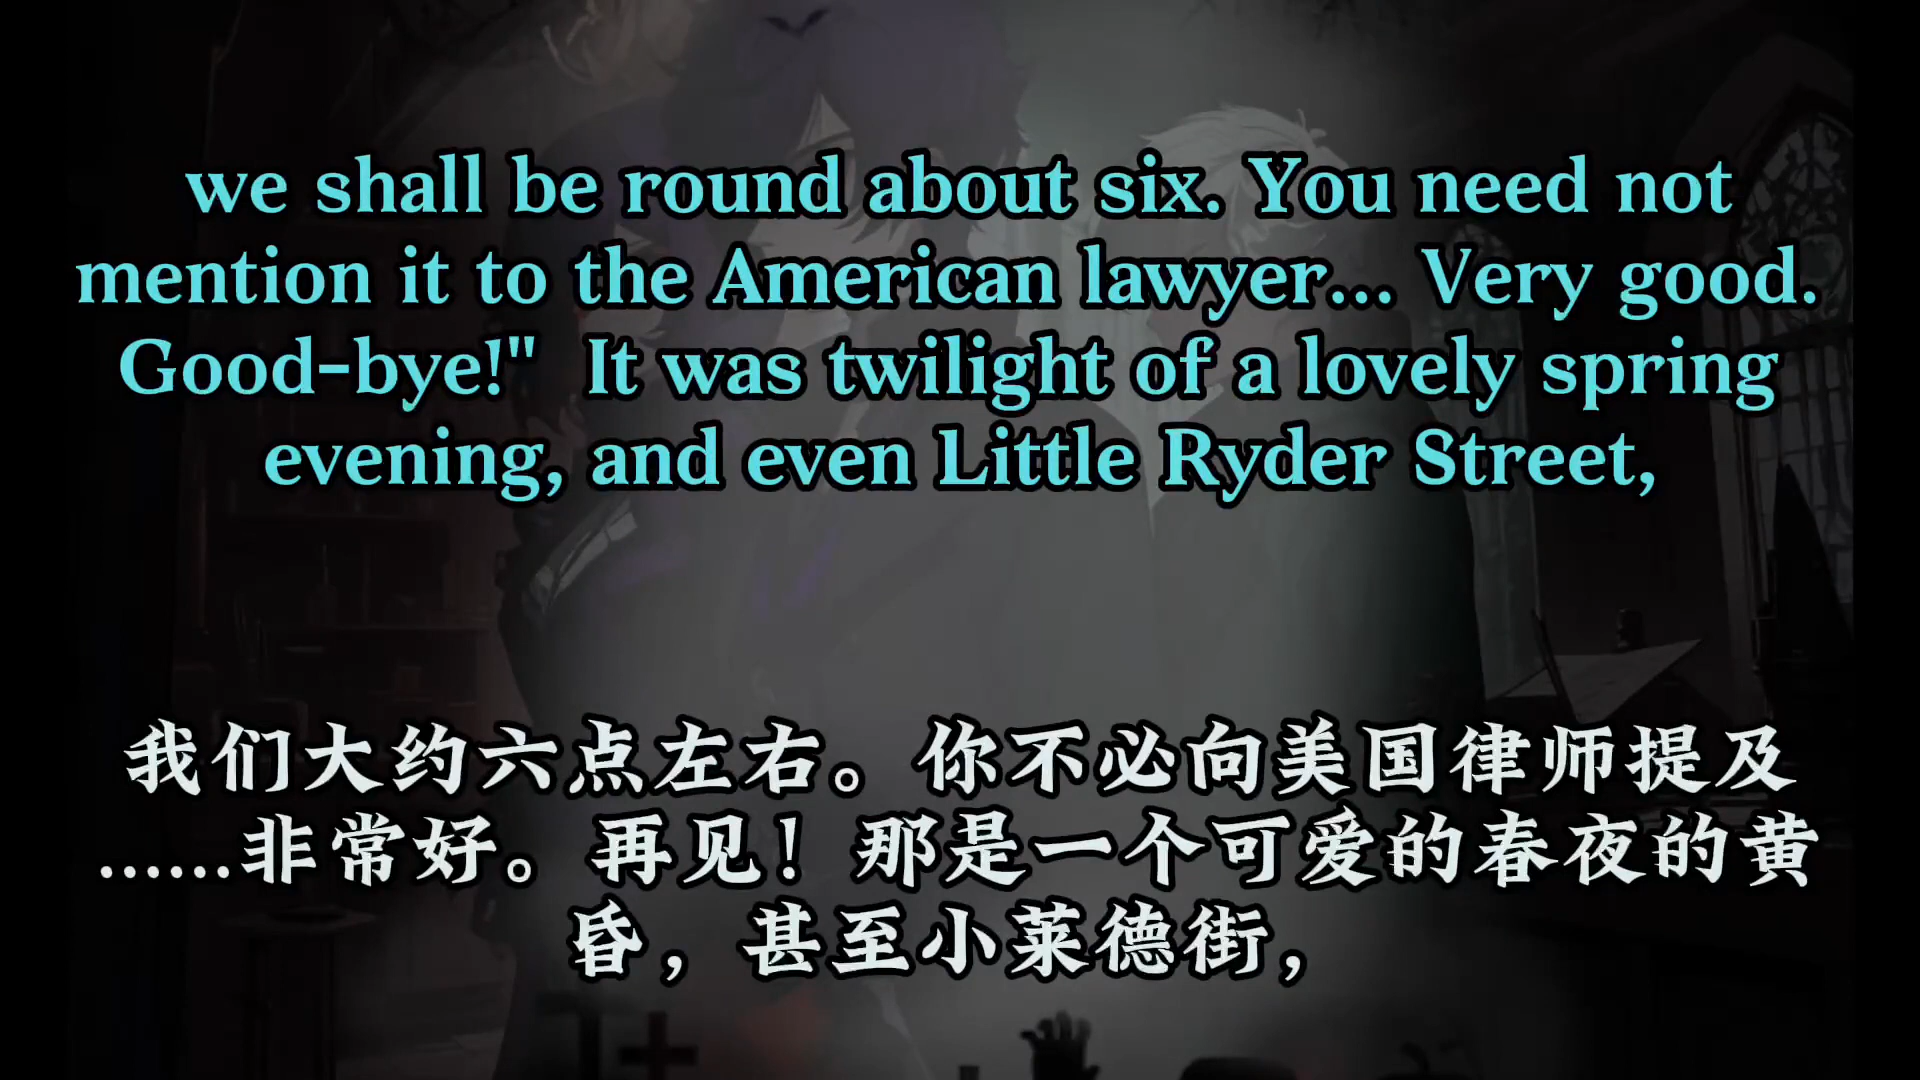 we shall be round about six. You need not
mention it to the American lawyer... Very good.
Good-bye!"  It was twilight of a lovely spring
evening, and even Little Ryder Street,
我们大约六点左右。你不必向美国律师提及
......非常好。再见！那是一个可爱的春夜的黄
昏，甚至小莱德街，